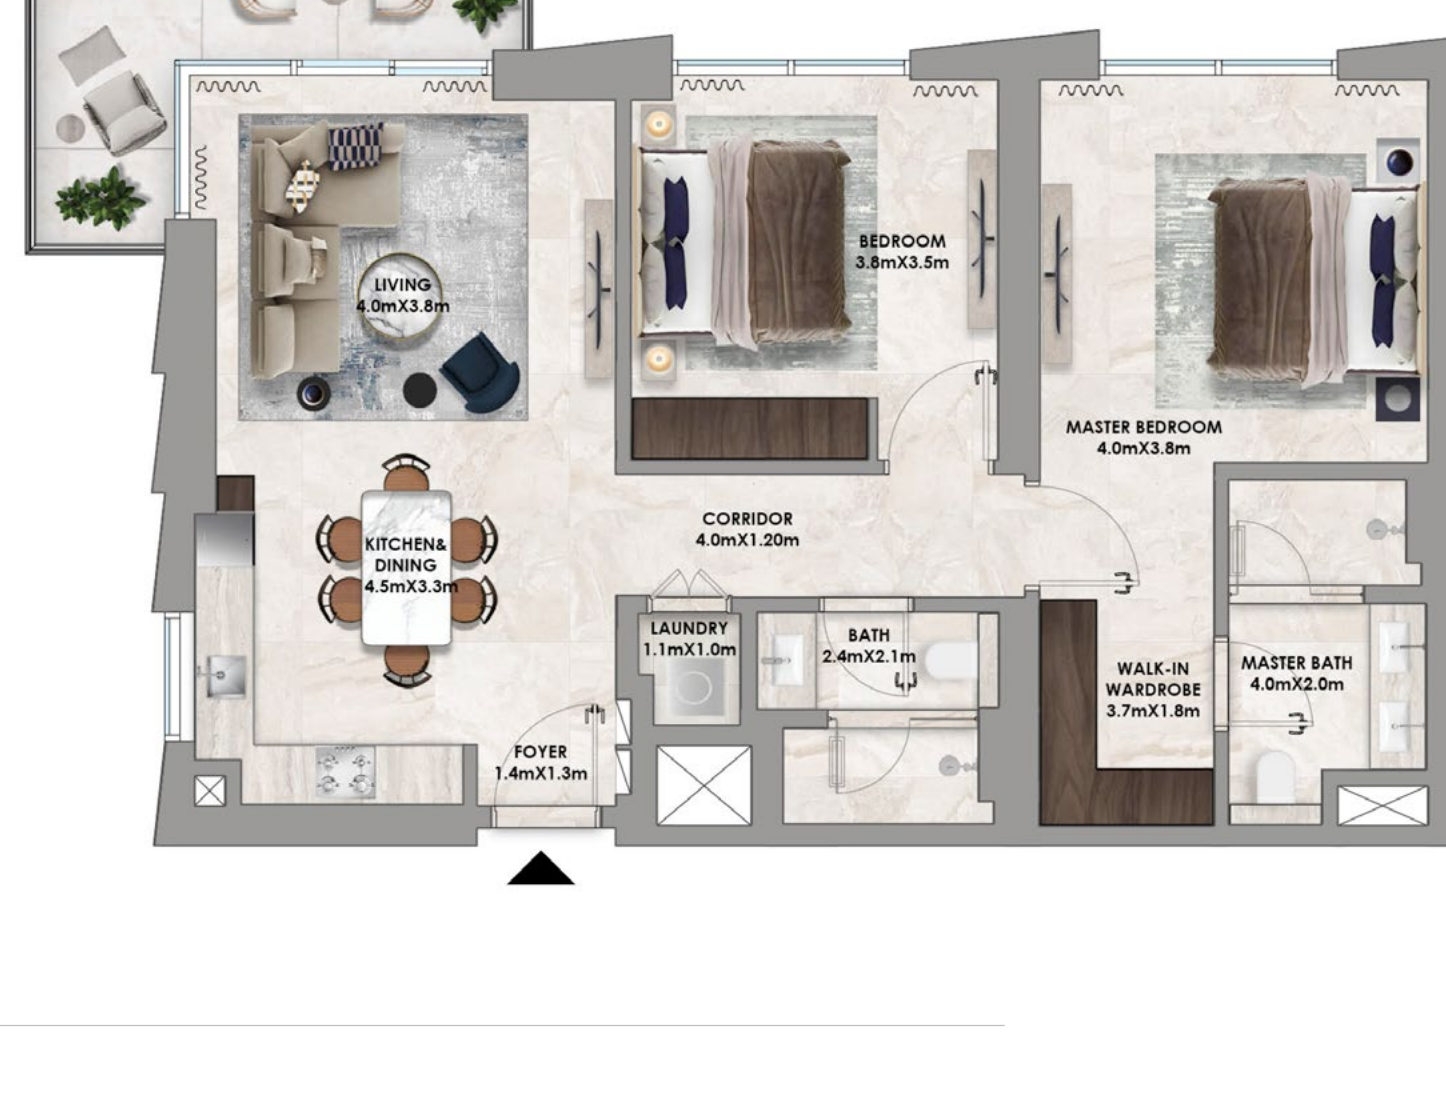 LIVING
4.0mX3.8m
BEDROOM
3.8mX3.5m
MASTER BEDROOM
4.0mX3.8m
CORRIDOR
4.0mX1.20m
KITCHEN&
DINING
4.5mX3.3m
LAUNDRY
1.1mX1.0m
BATH
2.4mX2.1m
WALK-IN
WARDROBE
3.7mX1.8m
MASTER BATH
4.0mX2.0m
FOYER
1.4mX1.3m